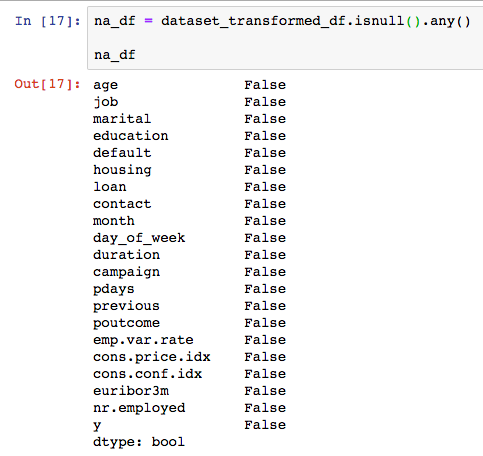 In [17]: na_df = dataset_transformed_df.isnull().any()
na_df
Out[17]: age False
job False
marital False
education False
default False
housing False
loan False
contact False
month False
day_of_week False
duration False
campaign False
pdays False
previous False
poutcome False
emp.var.rate False
cons.price.idx False
cons.conf.idx False
euribor3m False
nr.employed False
y False
dtype: bool